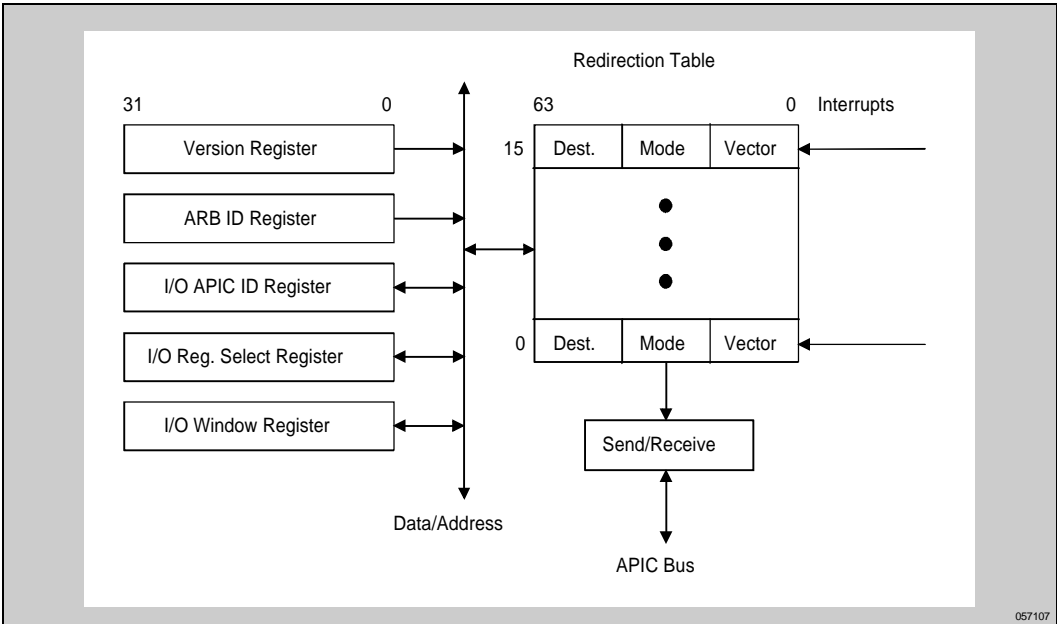 Redirection Table
31 0
63 0 Interrupts
Version Register
15 Dest. Mode Vector
ARB ID Register
I/O APIC ID Register
I/O Reg. Select Register
0 Dest. Mode Vector
I/O Window Register
Send/Receive
Data/Address
APIC Bus
057107